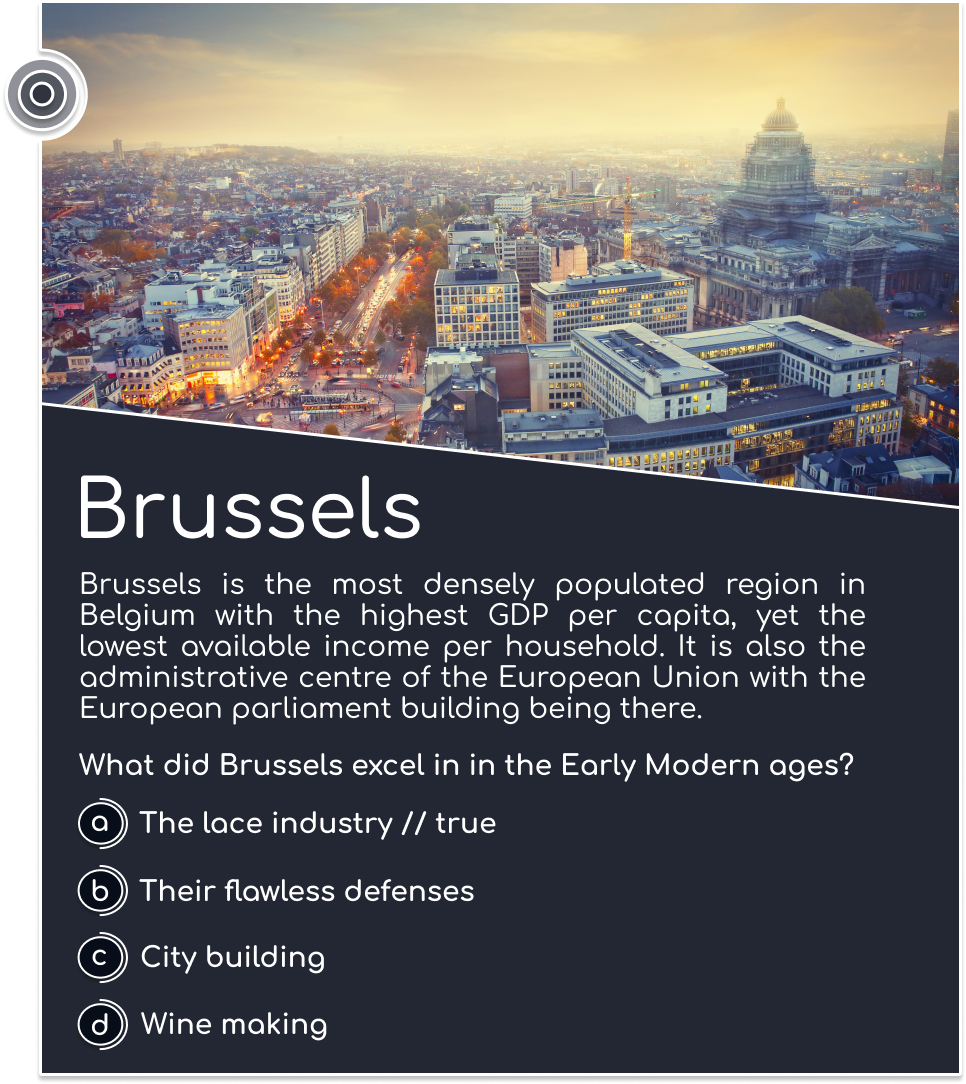 Brussels
Brussels is the most densely populated region in
Belgium with the highest GDP per capita, yet the
lowest available income per household. It is also the
administrative centre of the European Union with the
European parliament building being there.
What did Brussels excel in in the Early Modern ages?
a The lace industry // true
b Their flawless defenses
c City building
d Wine making